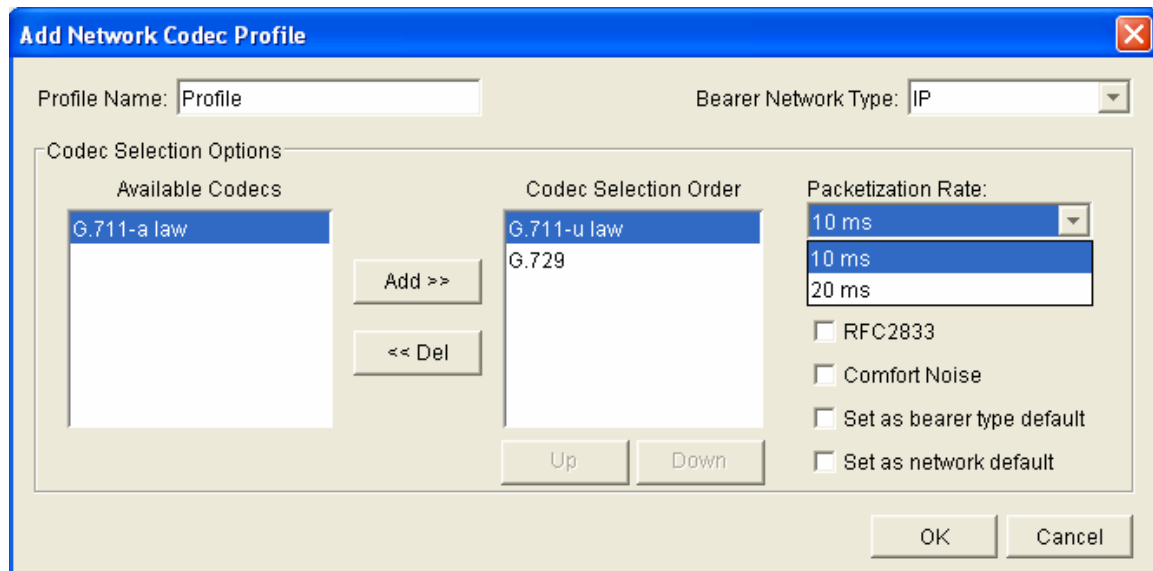 Add Network Codec Profile
Profile Name: Profile
Bearer Network Type: IP
Codec Selection Options
Available Codecs
Codec Selection Order
Packetization Rate:
G.711-a law
G.711-u law
10 ms
G.729
10 ms
Add >>
20 ms
RFC2833
<< Del
Comfort Noise
Set as bearer type default
Up
Down
Set as network default
OK
Cancel